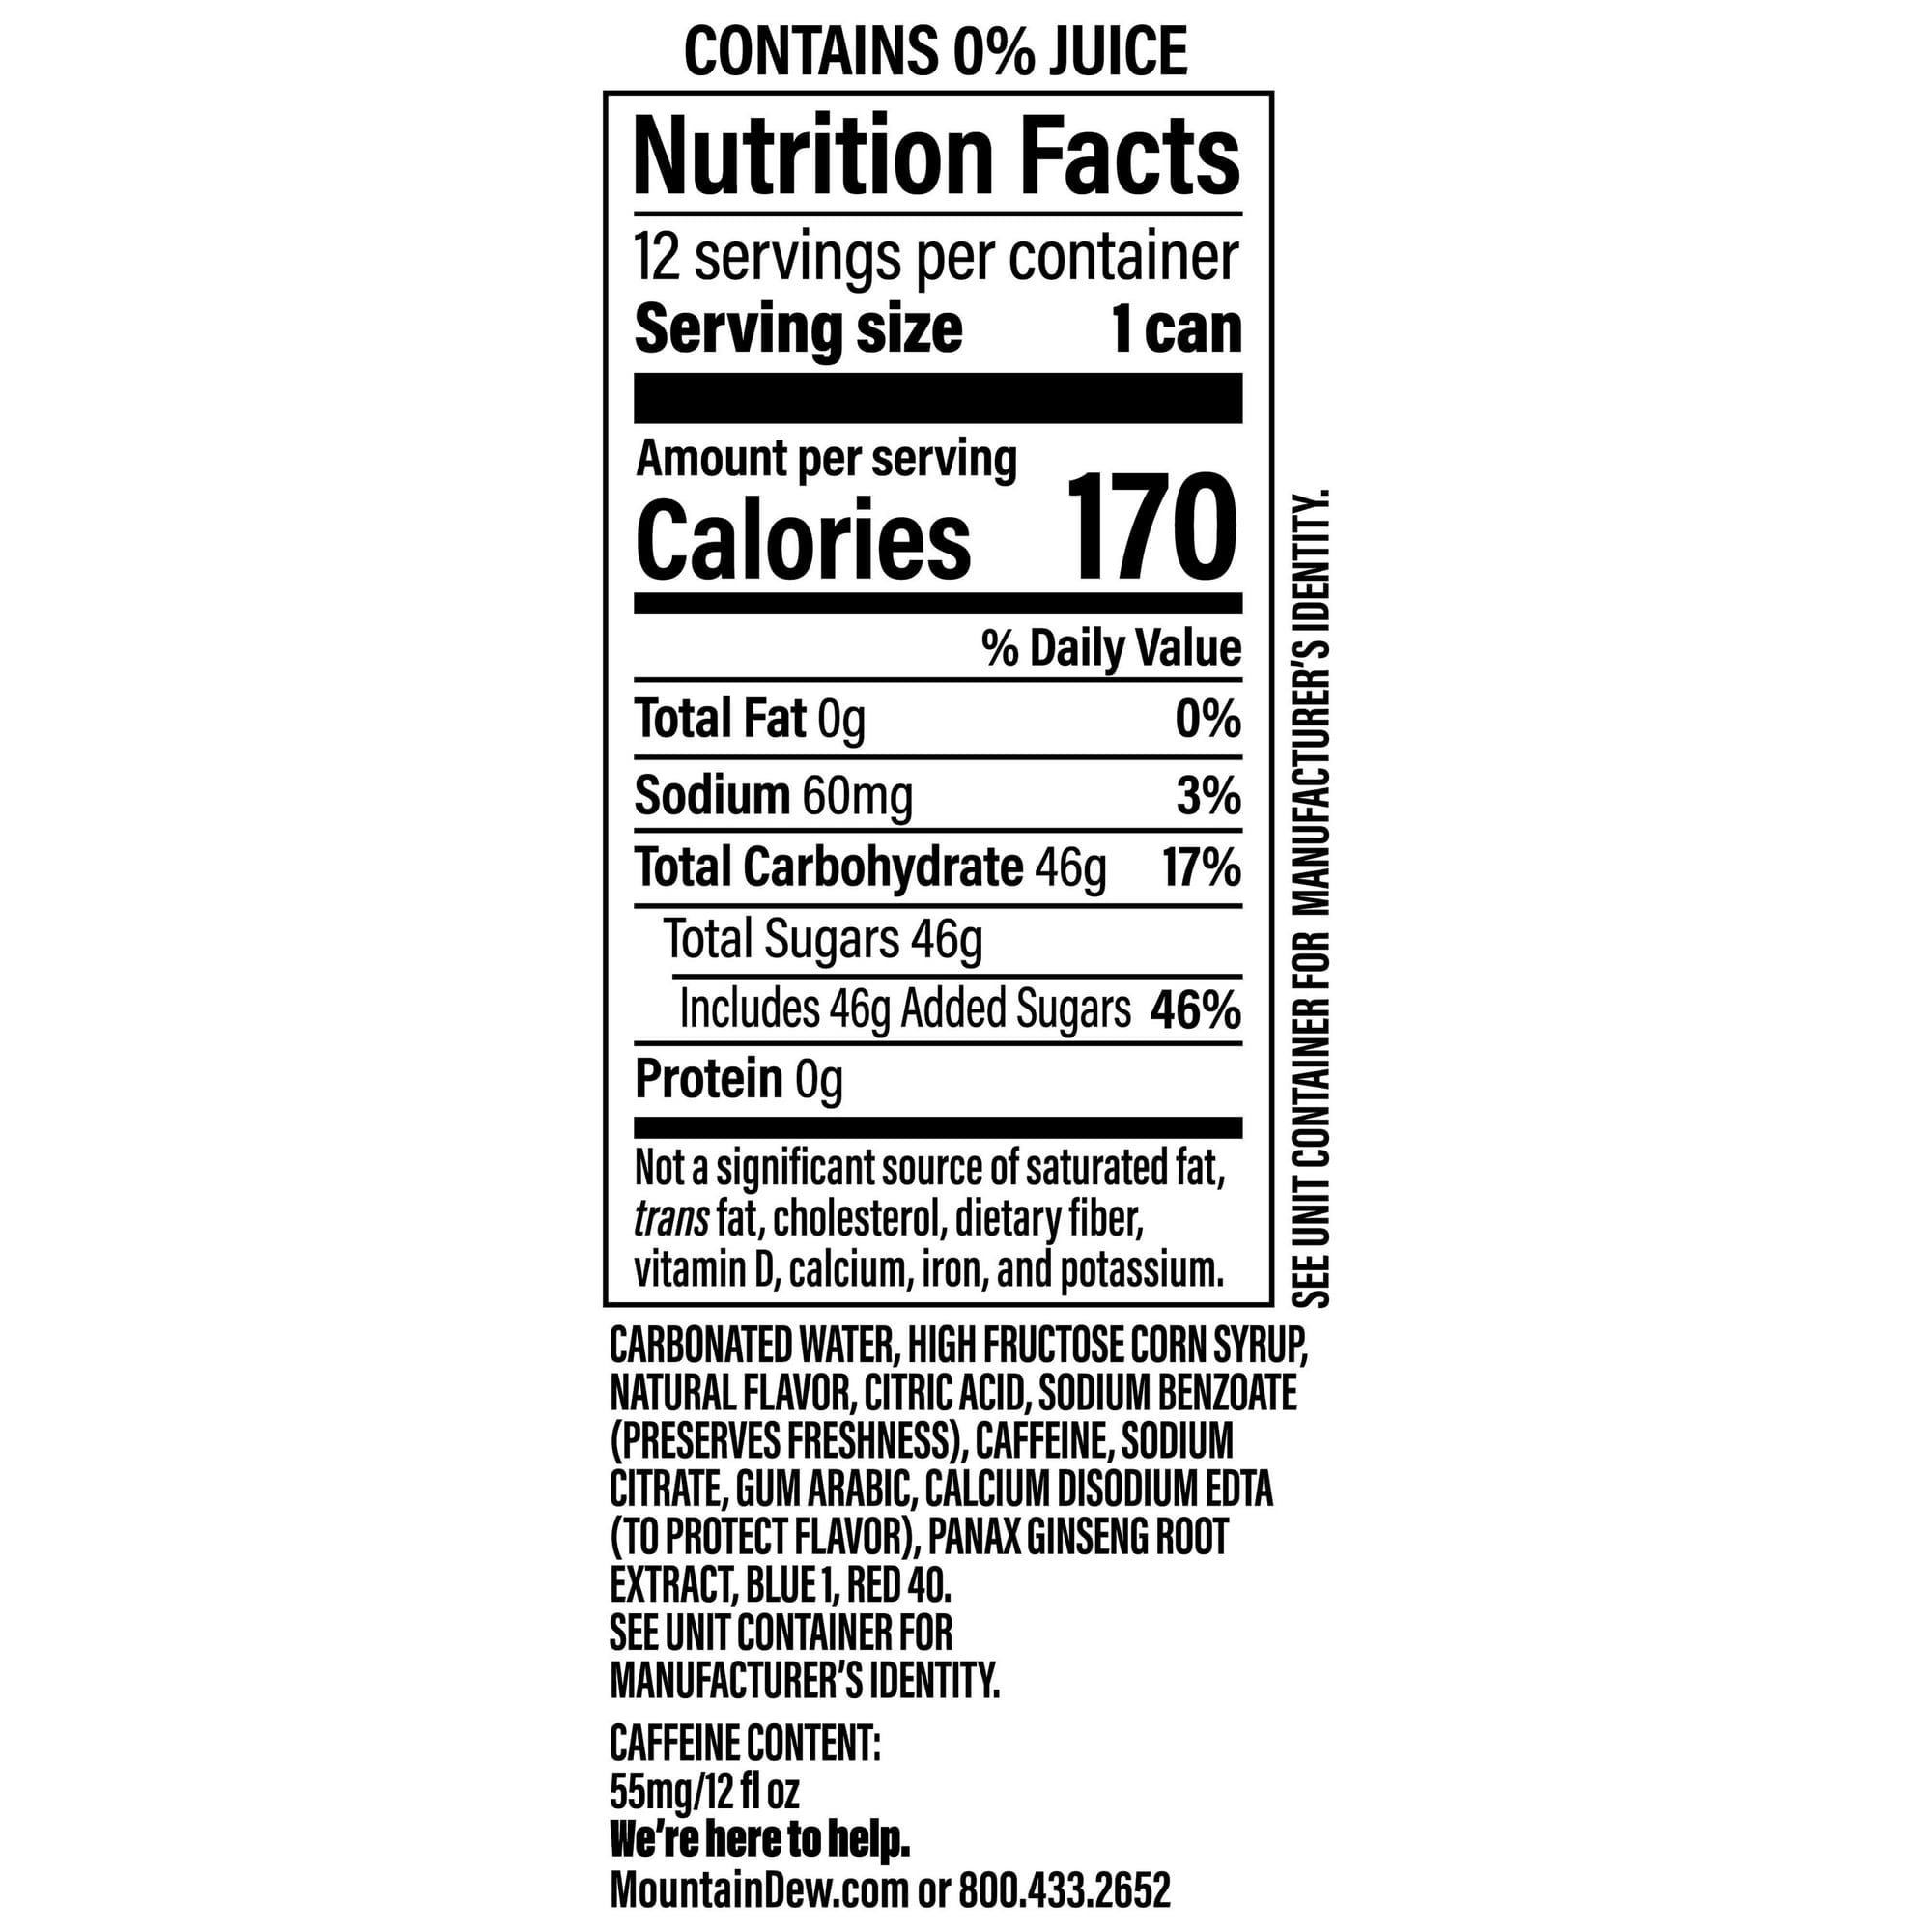 CONTAINS 0% JUICE
Nutrition Facts
12 servings per container
Serving size 1 can
Amount per serving
Calories 170
% Daily Value
Total Fat 0g 0%
Sodium 60mg 3%
Total Carbohydrate 46g 17%
Total Sugars 46g
Includes 46g Added Sugars 46%
Protein 0g
Not a significant source of saturated fat,
trans fat, cholesterol, dietary fiber,
vitamin D, calcium, iron, and potassium.
SEE UNIT CONTAINER FOR MANUFACTURER'S IDENTITY.
CARBONATED WATER, HIGH FRUCTOSE CORN SYRUP,
NATURAL FLAVOR, CITRIC ACID, SODIUM BENZOATE
(PRESERVES FRESHNESS), CAFFEINE, SODIUM
CITRATE, GUM ARABIC, CALCIUM DISODIUM EDTA
(TO PROTECT FLAVOR), PANAX GINSENG ROOT
EXTRACT, BLUE 1, RED 40.
SEE UNIT CONTAINER FOR
MANUFACTURER'S IDENTITY.
CAFFEINE CONTENT:
55mg/12 fl oz
We're here to help.
MountainDew.com or 800.433.2652